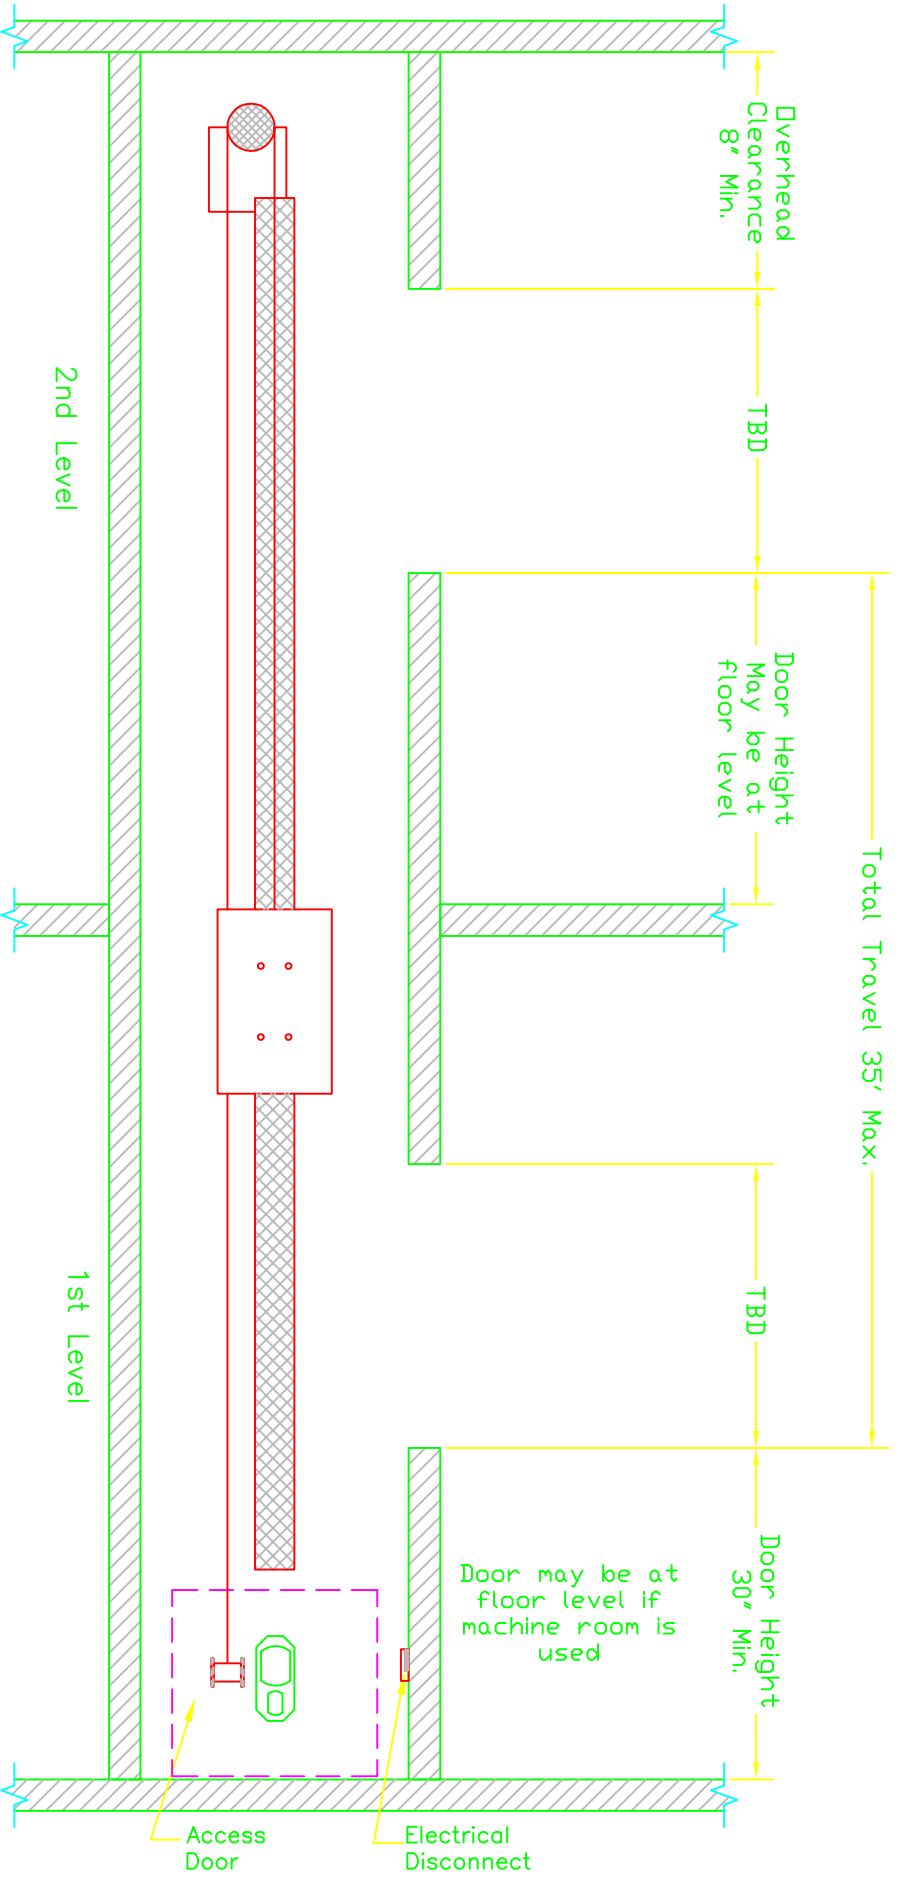 Overhead
Clearance
8" Min.
TBD
2nd Level
Door Height
May be at
floor level
Total Travel 35' Max.
1st Level
TBD
Door Height
30" Min.
Door may be at
floor level if
machine room is
used
Access
Door
Electrical
Disconnect